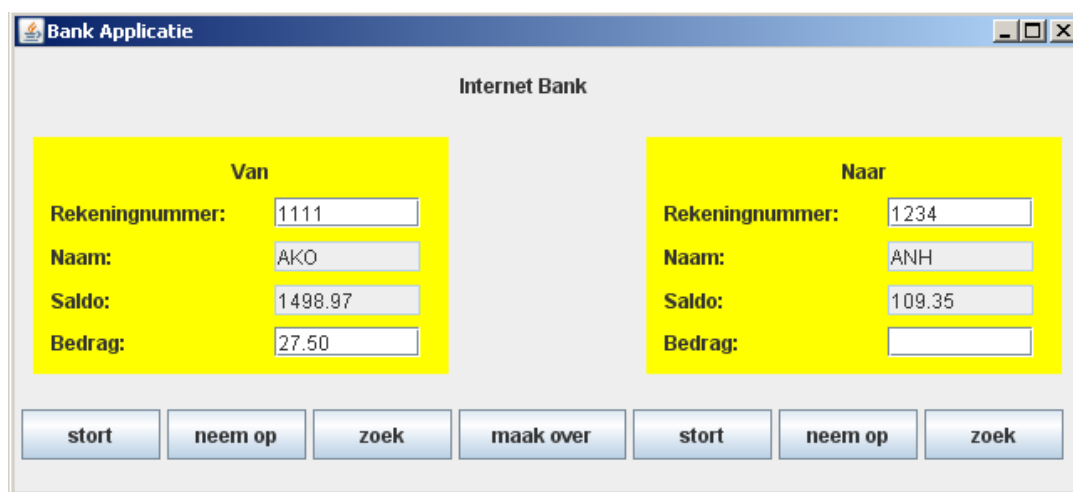 Bank Applicatie
Internet Bank
Van
Rekeningnummer: 1111
Naam: AKO
Saldo: 1498.97
Bedrag: 27.50
Naar
Rekeningnummer: 1234
Naam: ANH
Saldo: 109.35
Bedrag:
stort neem op zoek maak over stort neem op zoek